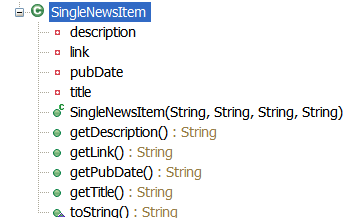 SingleNewsItem
description
link
pubDate
title
SingleNewsItem(String, String, String, String)
getDescription() : String
getLink() : String
getPubDate() : String
getTitle() : String
toString() : String